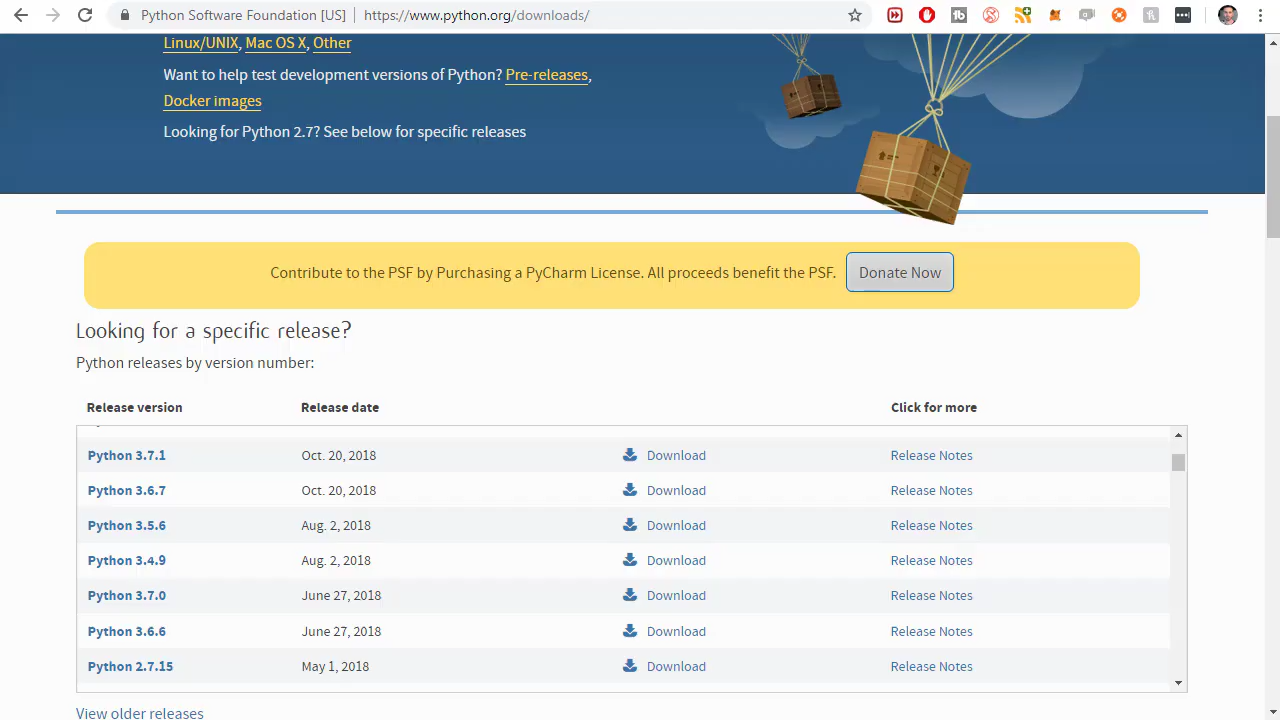 Python Software Foundation [US] | https://www.python.org/downloads/
Linux/UNIX, Mac OS X, Other
Want to help test development versions of Python? Pre-releases,
Docker images
Looking for Python 2.7? See below for specific releases
Contribute to the PSF by Purchasing a PyCharm License. All proceeds benefit the PSF. Donate Now
Looking for a specific release?
Python releases by version number:
Release version Release date Click for more
Python 3.7.1 Oct. 20, 2018 Download Release Notes
Python 3.6.7 Oct. 20, 2018 Download Release Notes
Python 3.5.6 Aug. 2, 2018 Download Release Notes
Python 3.4.9 Aug. 2, 2018 Download Release Notes
Python 3.7.0 June 27, 2018 Download Release Notes
Python 3.6.6 June 27, 2018 Download Release Notes
Python 2.7.15 May 1, 2018 Download Release Notes
View older releases